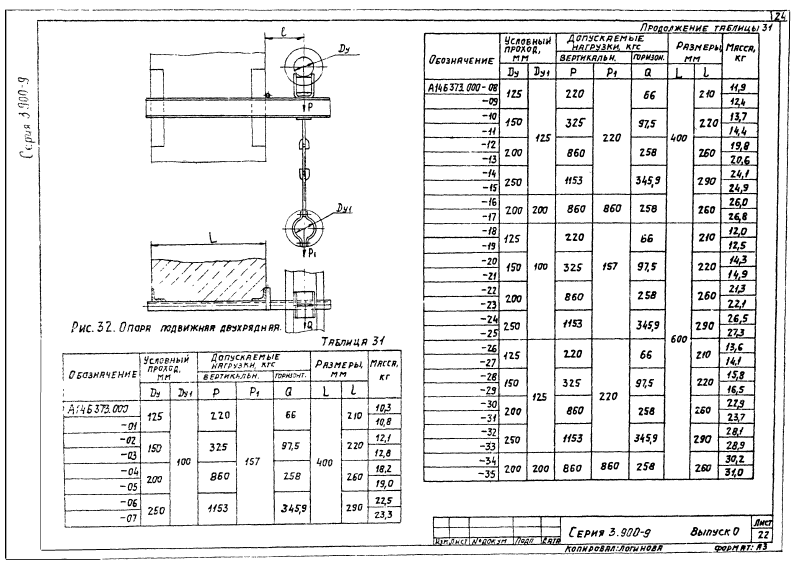 24
Серия 3.900-9
l
Dу
P
Dу1
P1
L
Q
Рис. 32. Опора подвижная двухрядная.
Таблица 31
Обозначение | Условный проход, мм | Допускаемые нагрузки, кгс | Размеры, мм | Масса, кг
вертикальн. | горизонт.
Dу | Dу1 | P | P1 | Q | L | l
А14Б373.000 | 125 | 100 | 220 | 157 | 66 | 400 | 210 | 10,3
-01 | 10,8
-02 | 150 | 325 | 97,5 | 220 | 12,1
-03 | 12,8
-04 | 200 | 860 | 258 | 260 | 18,2
-05 | 19,0
-06 | 250 | 1153 | 345,9 | 290 | 22,5
-07 | 23,3
Продолжение таблицы 31
Обозначение | Условный проход, мм | Допускаемые нагрузки, кгс | Размеры мм | Масса, кг
вертикальн. | горизон.
Dу | Dу1 | P | P1 | Q | L | l
А14Б373.000-08 | 125 | 125 | 220 | 220 | 66 | 400 | 210 | 11,9
-09 | 12,4
-10 | 150 | 325 | 97,5 | 220 | 13,7
-11 | 14,4
-12 | 200 | 860 | 258 | 260 | 19,8
-13 | 20,6
-14 | 250 | 1153 | 345,9 | 290 | 24,1
-15 | 24,9
-16 | 200 | 200 | 860 | 860 | 258 | 260 | 26,0
-17 | 26,8
-18 | 125 | 100 | 220 | 157 | 66 | 600 | 210 | 12,0
-19 | 12,5
-20 | 150 | 325 | 97,5 | 220 | 14,3
-21 | 14,9
-22 | 200 | 860 | 258 | 260 | 21,3
-23 | 22,1
-24 | 250 | 1153 | 345,9 | 290 | 26,5
-25 | 27,3
-26 | 125 | 125 | 220 | 220 | 66 | 210 | 13,6
-27 | 14,1
-28 | 150 | 325 | 97,5 | 220 | 15,8
-29 | 16,5
-30 | 200 | 860 | 258 | 260 | 22,9
-31 | 23,7
-32 | 250 | 1153 | 345,9 | 290 | 28,1
-33 | 28,9
-34 | 200 | 200 | 860 | 860 | 258 | 260 | 30,2
-35 | 31,0
Изм. Лист №докум Подп Дата
Серия 3.900-9 Выпуск 0
Лист
22
Копировал: Логинова Формат: А3